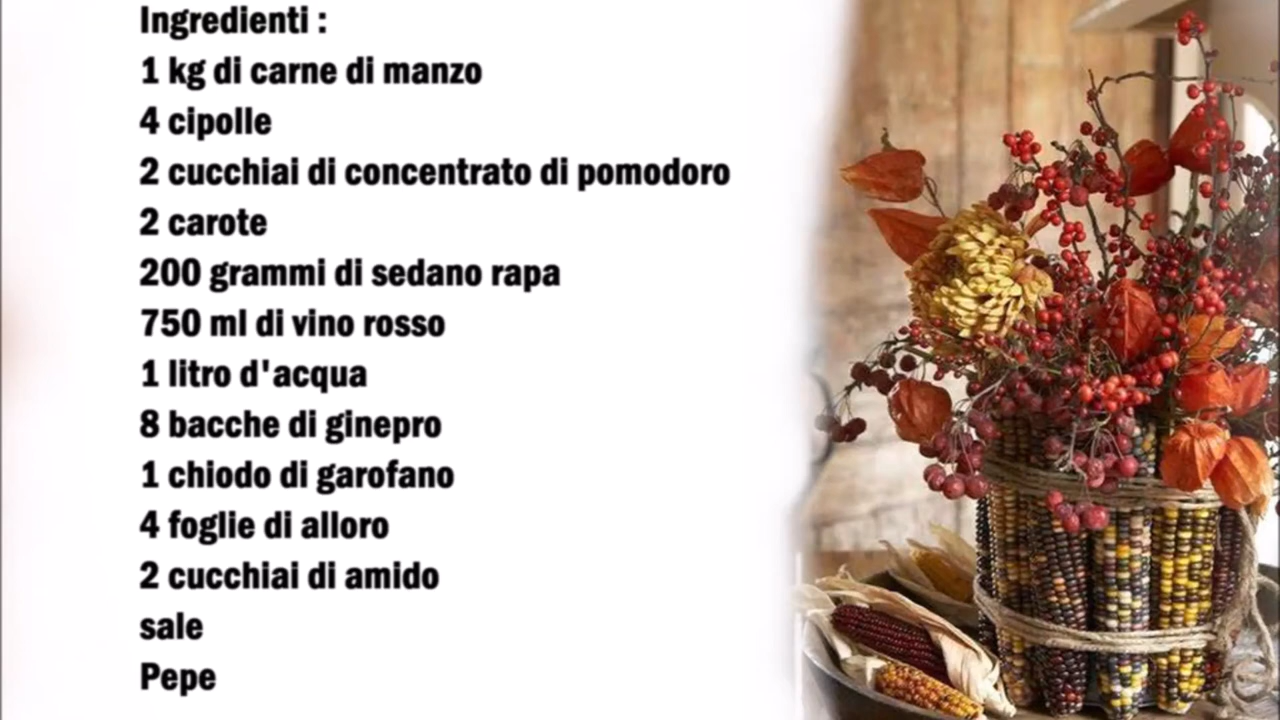 Ingredienti :
1 kg di carne di manzo
4 cipolle
2 cucchiai di concentrato di pomodoro
2 carote
200 grammi di sedano rapa
750 ml di vino rosso
1 litro d'acqua
8 bacche di ginepro
1 chiodo di garofano
4 foglie di alloro
2 cucchiai di amido
sale
Pepe